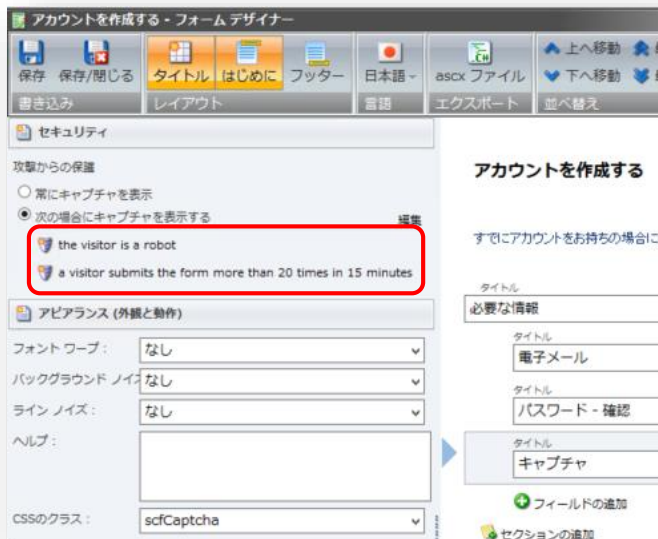 アカウントを作成する - フォーム デザイナー
保存 保存/閉じる タイトル はじめに フッター 日本語 ascx ファイル 上へ移動
下へ移動
書き込み レイアウト 言語 エクスポート 並べ替え
セキュリティ
攻撃からの保護
常にキャプチャを表示
次の場合にキャプチャを表示する 編集
the visitor is a robot
a visitor submits the form more than 20 times in 15 minutes
アピアランス (外観と動作)
フォント ワープ : なし
バックグラウンド ノイズ なし
ライン ノイズ : なし
ヘルプ :
CSSのクラス : scfCaptcha
アカウントを作成する
すでにアカウントをお持ちの場合に
タイトル
必要な情報
タイトル
電子メール
タイトル
パスワード - 確認
タイトル
キャプチャ
フィールドの追加
セクションの追加